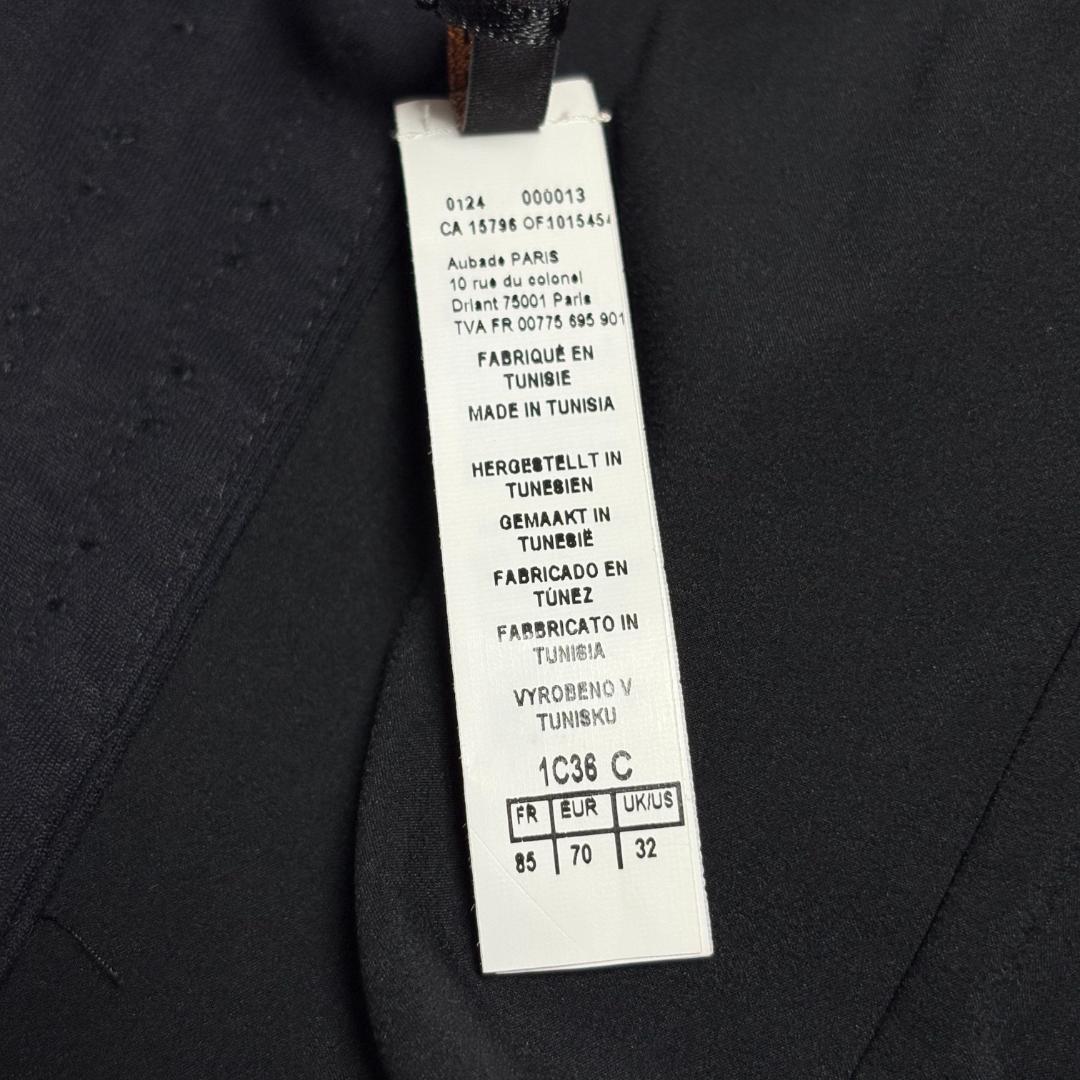 0124 000013
CA 15796 OF1015454
Aubade PARIS
10 rue du colonel
Driant 75001 Paris
TVA FR 00775 695 901
FABRIQUÉ EN
TUNISIE
MADE IN TUNISIA
HERGESTELLT IN
TUNESIEN
GEMAAKT IN
TUNESIË
FABRICADO EN
TÚNEZ
FABBRICATO IN
TUNISIA
VYROBENO V
TUNISKU
1C36 C
FR EUR UK/US
85 70 32